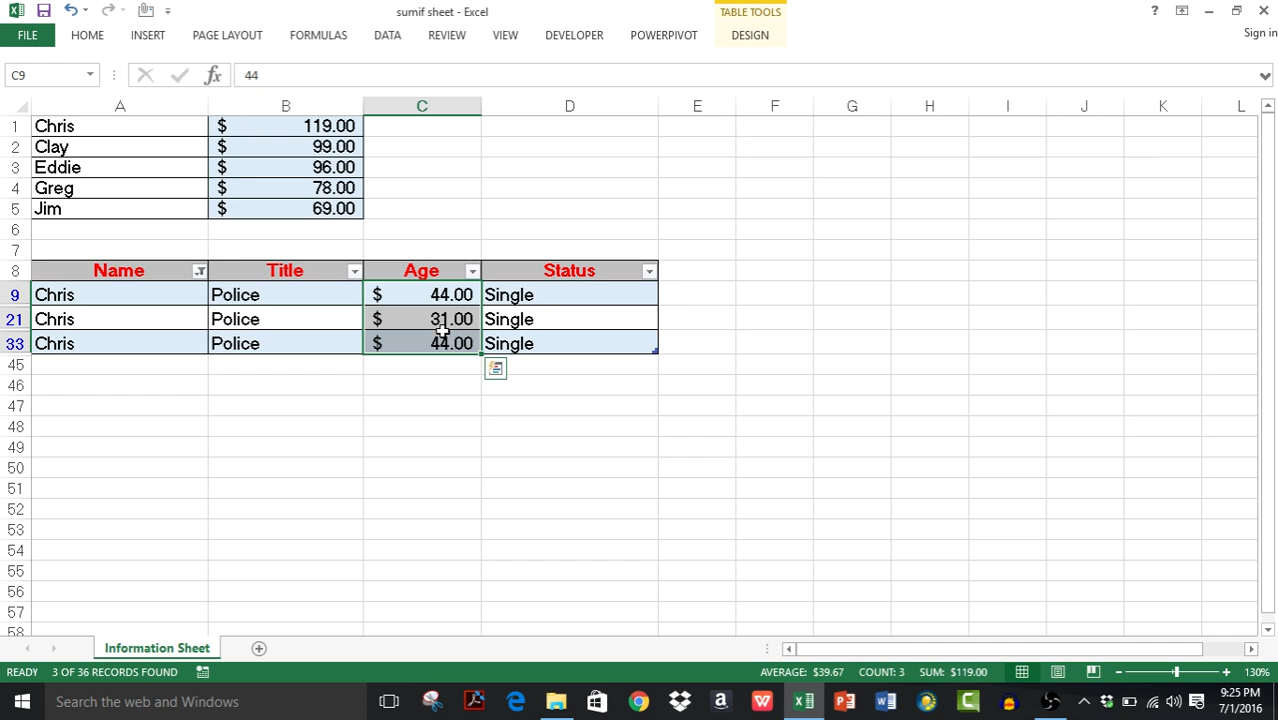 sumif sheet - Excel
TABLE TOOLS
?
FILE HOME INSERT PAGE LAYOUT FORMULAS DATA REVIEW VIEW DEVELOPER POWERPIVOT DESIGN
Sign in
C9 fx 44
A B C D E F G H I J K L
1 Chris $ 119.00
2 Clay $ 99.00
3 Eddie $ 96.00
4 Greg $ 78.00
5 Jim $ 69.00
6
7
8 Name Title Age Status
9 Chris Police $ 44.00 Single
21 Chris Police $ 31.00 Single
33 Chris Police $ 44.00 Single
45
46
47
48
49
50
51
52
53
54
55
56
57
58
Information Sheet
READY 3 OF 36 RECORDS FOUND AVERAGE: $39.67 COUNT: 3 SUM: $119.00 130%
Search the web and Windows
9:25 PM
7/1/2016